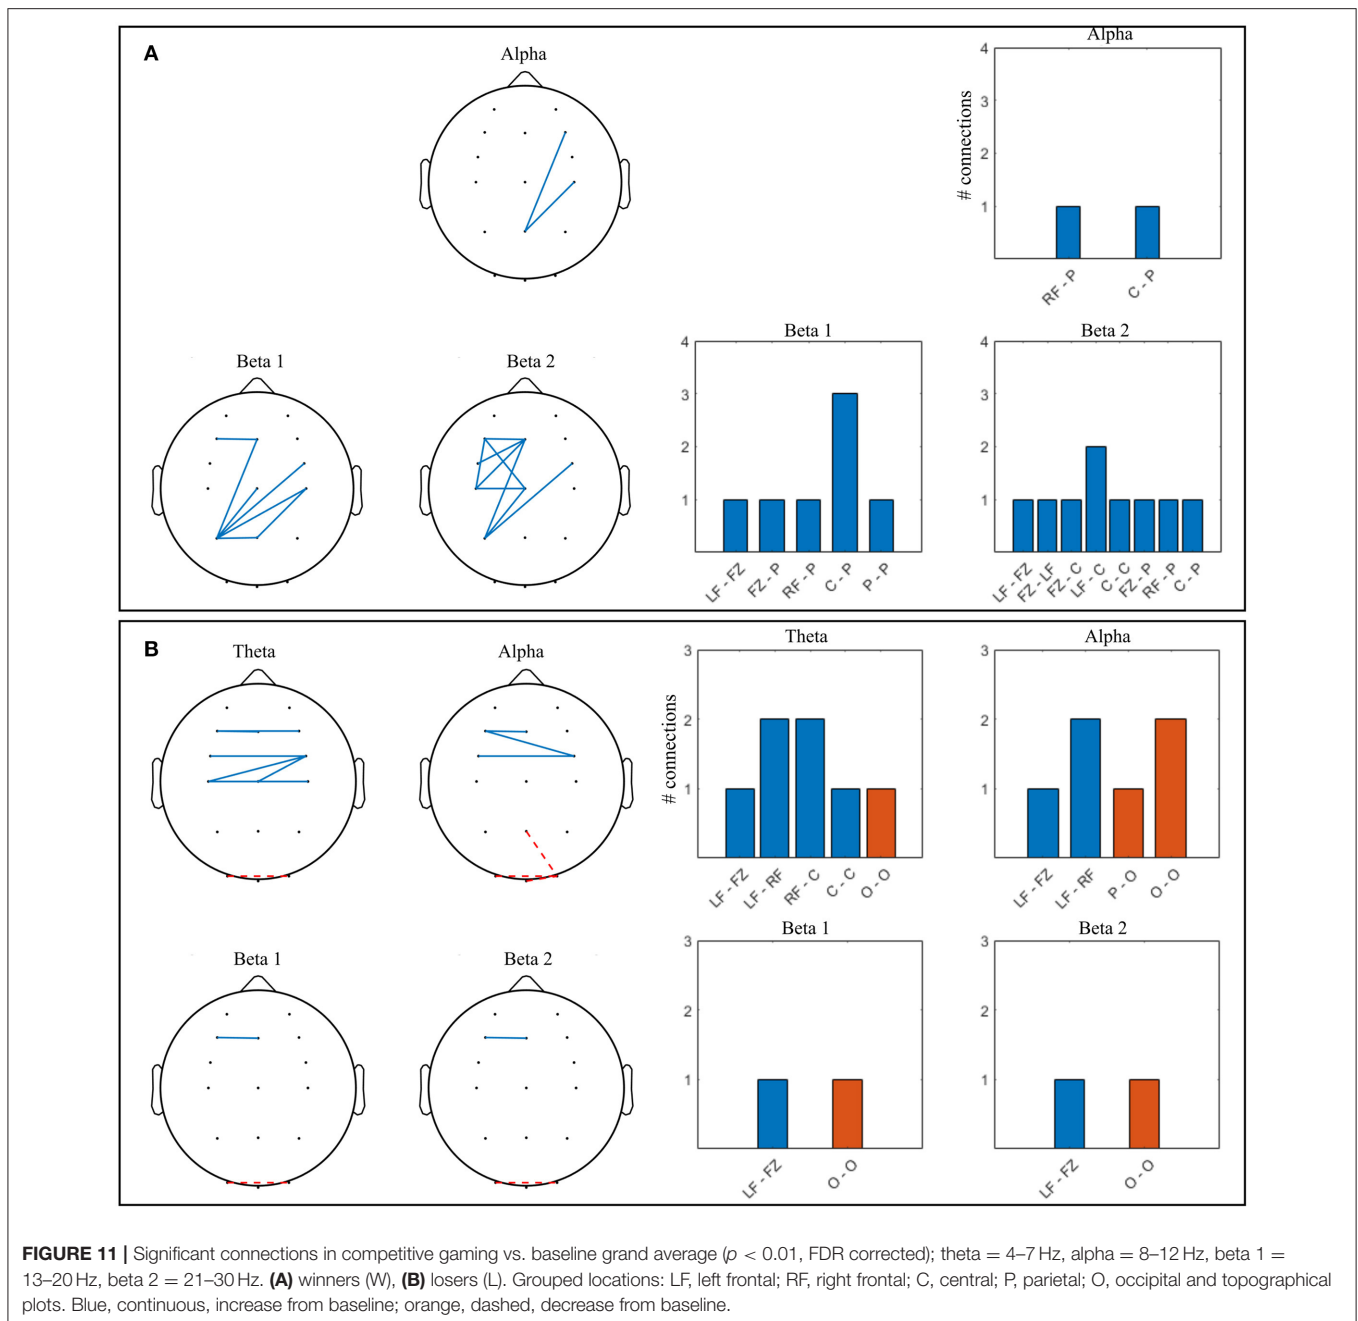 A
Alpha
Alpha
# connections
4
3
2
1
RF - P
C - P
Beta 1
Beta 2
Beta 1
4
3
2
1
LF - FZ
FZ - P
RF - P
C - P
P - P
Beta 2
4
3
2
1
LF - FZ
FZ - LF
FZ - C
LF - C
C - C
FZ - P
RF - P
C - P
B
Theta
Alpha
Theta
# connections
3
2
1
LF - FZ
LF - RF
RF - C
C - C
O - O
Alpha
3
2
1
LF - FZ
LF - RF
P - O
O - O
Beta 1
Beta 2
Beta 1
3
2
1
LF - FZ
O - O
Beta 2
3
2
1
LF - FZ
O - O
FIGURE 11 | Significant connections in competitive gaming vs. baseline grand average (p < 0.01, FDR corrected); theta = 4–7 Hz, alpha = 8–12 Hz, beta 1 =
13–20 Hz, beta 2 = 21–30 Hz. (A) winners (W), (B) losers (L). Grouped locations: LF, left frontal; RF, right frontal; C, central; P, parietal; O, occipital and topographical
plots. Blue, continuous, increase from baseline; orange, dashed, decrease from baseline.